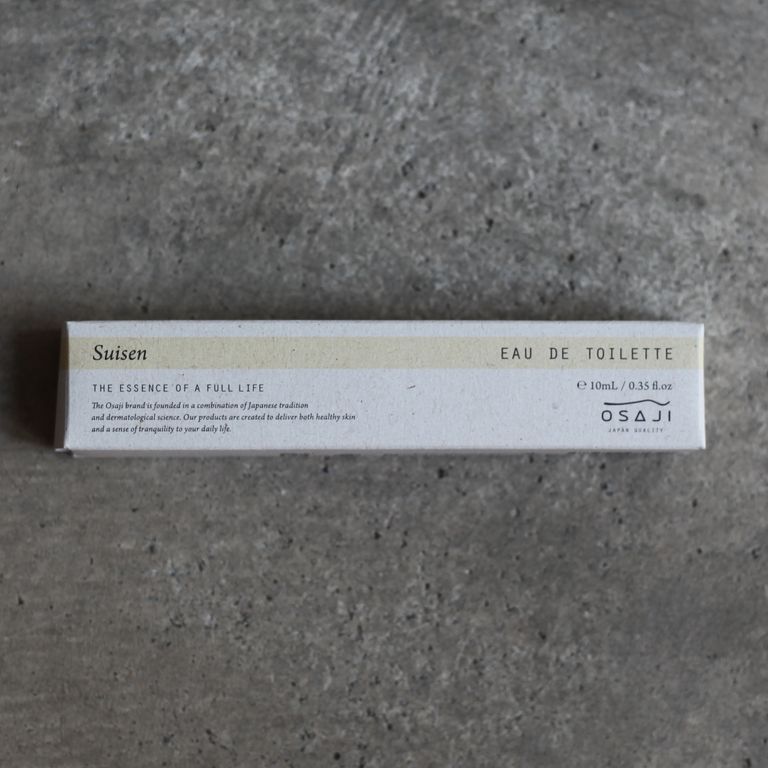 Suisen
EAU DE TOILETTE
THE ESSENCE OF A FULL LIFE
The Osaji brand is founded in a combination of Japanese tradition
and dermatological science. Our products are created to deliver both healthy skin
and a sense of tranquility to your daily life.
℮ 10mL / 0.35 fl.oz
OSAJI
JAPAN QUALITY